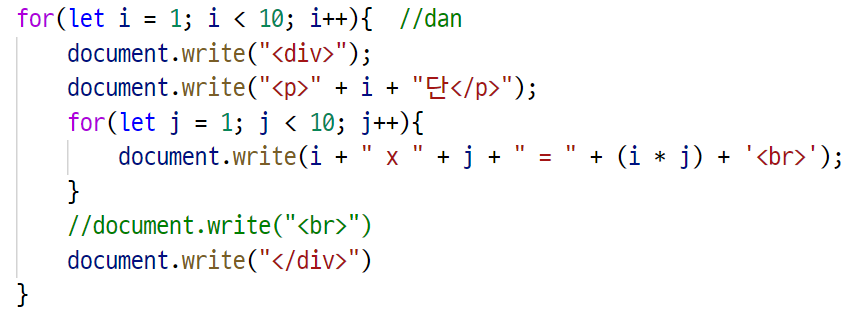 for(let i = 1; i < 10; i++){  //dan
    document.write("<div>");
    document.write("<p>" + i + "단</p>");
    for(let j = 1; j < 10; j++){
        document.write(i + " x " + j + " = " + (i * j) + '<br>');
    }
    //document.write("<br>")
    document.write("</div>")
}